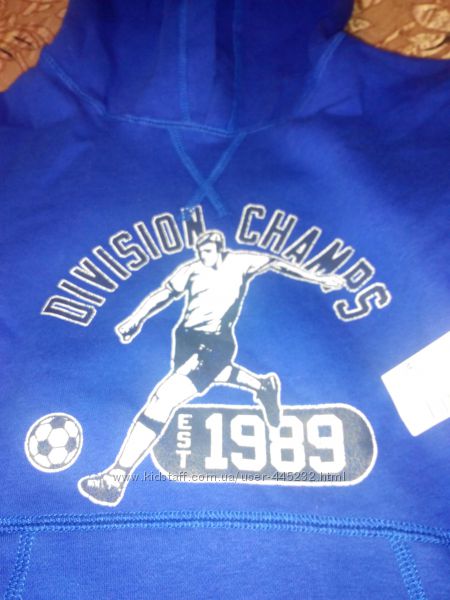 DIVISION CHAMPS
EST 1989
www.kidstaff.com.ua/user-445232.html